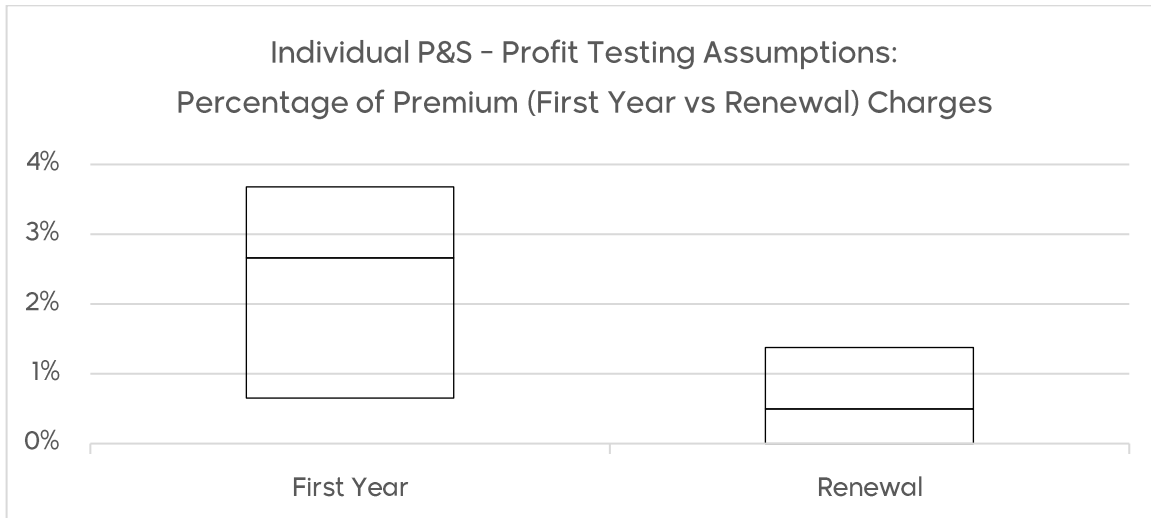 Individual P&S - Profit Testing Assumptions:
Percentage of Premium (First Year vs Renewal) Charges
4%
3%
2%
1%
0%
First Year
Renewal